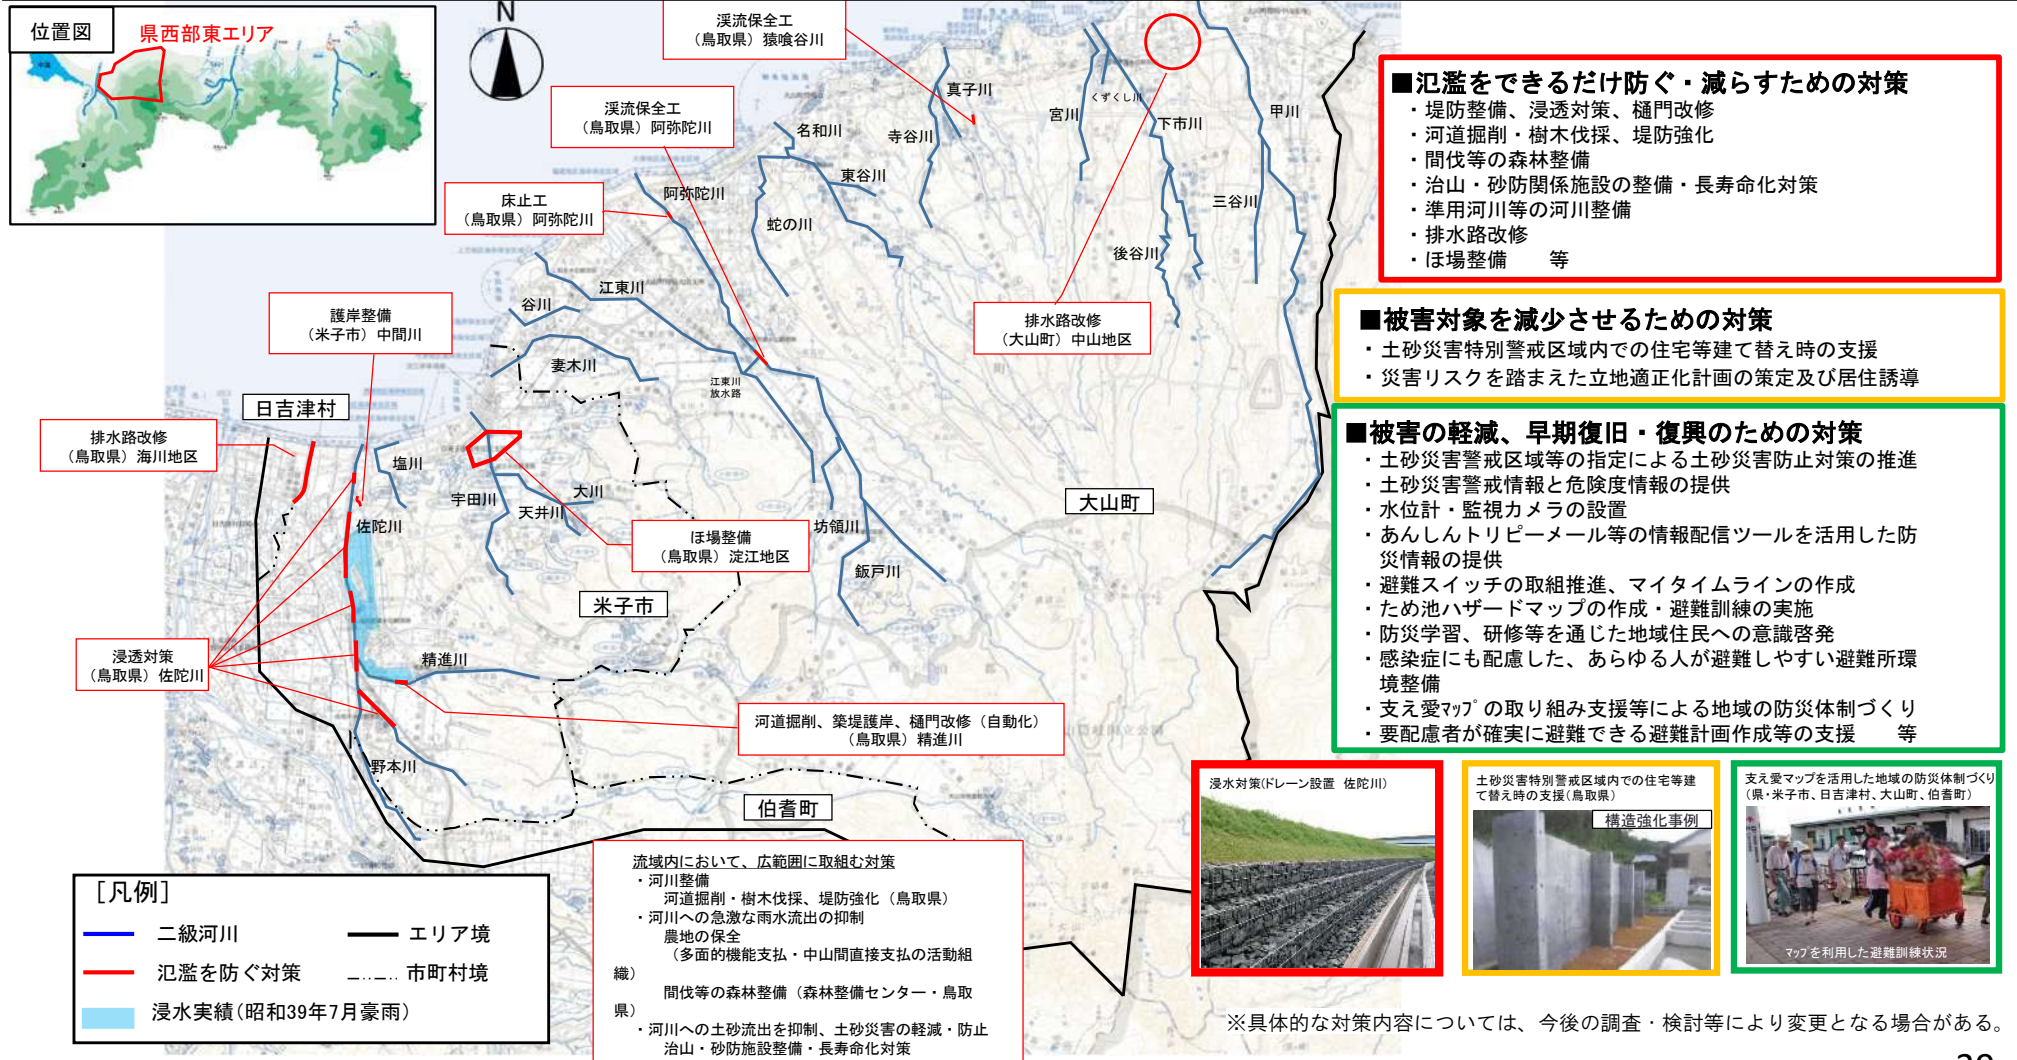 位置図
県西部東エリア
N
渓流保全工
（鳥取県）猿喰谷川
渓流保全工
（鳥取県）阿弥陀川
床止工
（鳥取県）阿弥陀川
護岸整備
（米子市）中間川
日吉津村
排水路改修
（鳥取県）海川地区
浸透対策
（鳥取県）佐陀川
排水路改修
（大山町）中山地区
ほ場整備
（鳥取県）淀江地区
河道掘削、築堤護岸、樋門改修（自動化）
（鳥取県）精進川
米子市
大山町
伯耆町
真子川
寺谷川
名和川
東谷川
蛇の川
阿弥陀川
宮川
くずくし川
下市川
甲川
三谷川
後谷川
江東川
谷川
妻木川
江東川
放水路
塩川
佐陀川
宇田川
大川
天井川
坊領川
鈑戸川
精進川
野本川
■氾濫をできるだけ防ぐ・減らすための対策
・堤防整備、浸透対策、樋門改修
・河道掘削・樹木伐採、堤防強化
・間伐等の森林整備
・治山・砂防関係施設の整備・長寿命化対策
・準用河川等の河川整備
・排水路改修
・ほ場整備　等
■被害対象を減少させるための対策
・土砂災害特別警戒区域内での住宅等建て替え時の支援
・災害リスクを踏まえた立地適正化計画の策定及び居住誘導
■被害の軽減、早期復旧・復興のための対策
・土砂災害警戒区域等の指定による土砂災害防止対策の推進
・土砂災害警戒情報と危険度情報の提供
・水位計・監視カメラの設置
・あんしんトリピーメール等の情報配信ツールを活用した防
災情報の提供
・避難スイッチの取組推進、マイタイムラインの作成
・ため池ハザードマップの作成・避難訓練の実施
・防災学習、研修等を通じた地域住民への意識啓発
・感染症にも配慮した、あらゆる人が避難しやすい避難所環
境整備
・支え愛ﾏｯﾌﾟの取り組み支援等による地域の防災体制づくり
・要配慮者が確実に避難できる避難計画作成等の支援　等
浸水対策(ドレーン設置 佐陀川)
土砂災害特別警戒区域内での住宅等建
て替え時の支援(鳥取県)
構造強化事例
支え愛マップを活用した地域の防災体制づくり
(県・米子市、日吉津村、大山町、伯耆町)
マップを利用した避難訓練状況
流域内において、広範囲に取組む対策
・河川整備
河道掘削・樹木伐採、堤防強化（鳥取県）
・河川への急激な雨水流出の抑制
農地の保全
（多面的機能支払・中山間直接支払の活動組
織）
間伐等の森林整備（森林整備センター・鳥取
県）
・河川への土砂流出を抑制、土砂災害の軽減・防止
治山・砂防施設整備・長寿命化対策
［凡例］
二級河川
エリア境
氾濫を防ぐ対策
市町村境
浸水実績(昭和39年7月豪雨)
※具体的な対策内容については、今後の調査・検討等により変更となる場合がある。